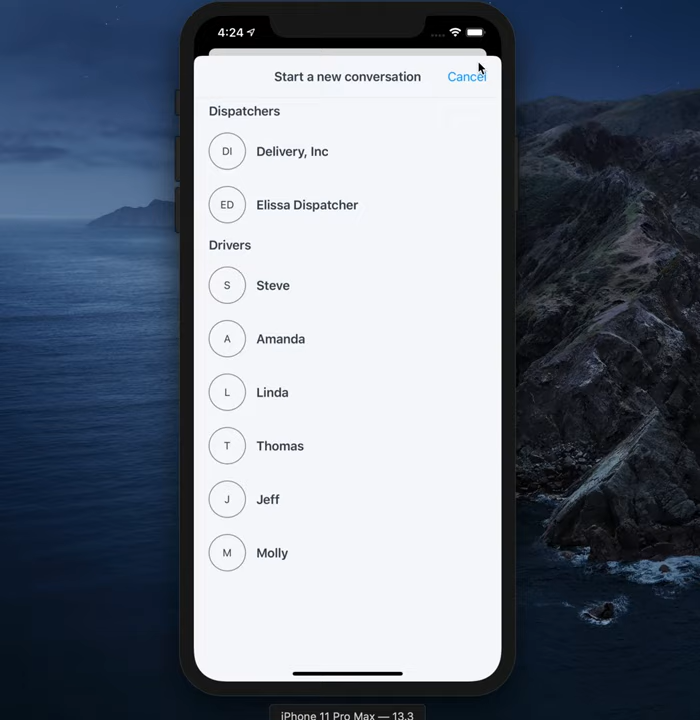 4:24
Start a new conversation
Cancel
Dispatchers
DI
Delivery, Inc
ED
Elissa Dispatcher
Drivers
S
Steve
A
Amanda
L
Linda
T
Thomas
J
Jeff
M
Molly
iPhone 11 Pro Max — 13.3